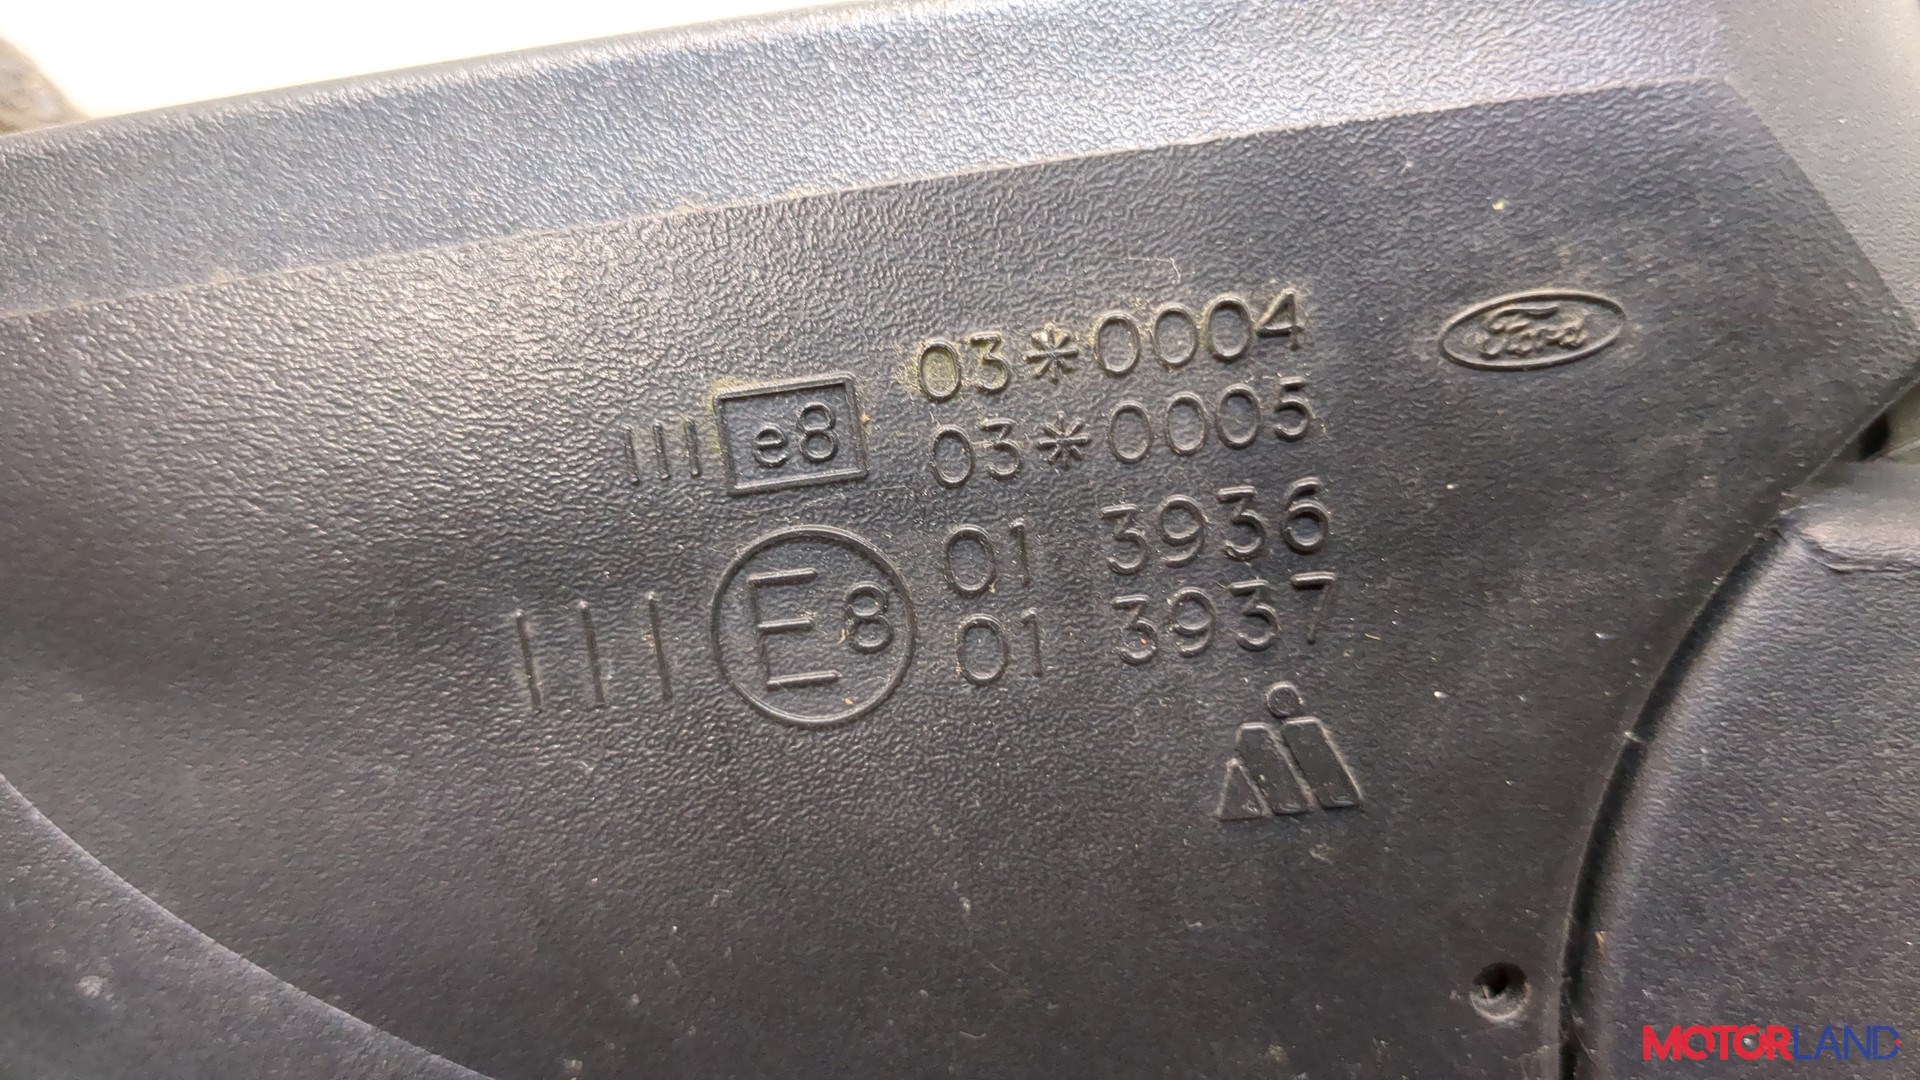 03*0004
Ford
III e8 03*0005
01 3936
III E8 01 3937
MOTORLAND